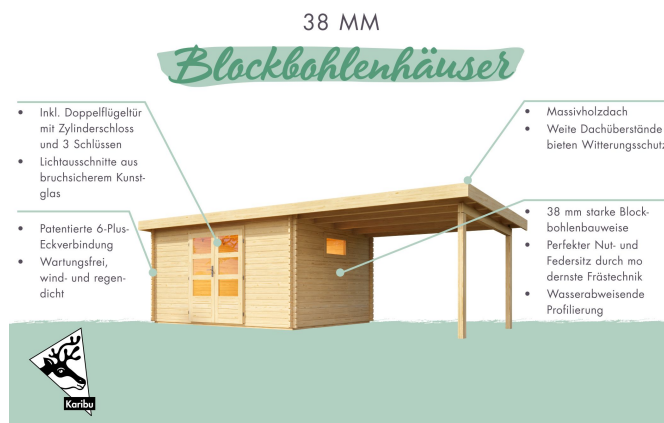 38 MM
Blockbohlenhäuser
• Inkl. Doppelflügeltür
mit Zylinderschloss
und 3 Schlüssen
• Lichtausschnitte aus
bruchsicherem Kunst-
glas
• Patentierte 6-Plus-
Eckverbindung
• Wartungsfrei,
wind- und regen-
dicht
• Massivholzdach
• Weite Dachüberstände
bieten Witterungsschutz
• 38 mm starke Block-
bohlenbauweise
• Perfekter Nut- und
Federsitz durch mo
dernste Frästechnik
• Wasserabweisende
Profilierung
Karibu